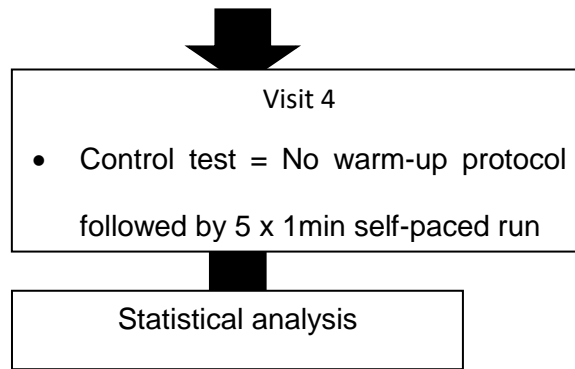 Visit 4
• Control test = No warm-up protocol
followed by 5 x 1min self-paced run
Statistical analysis